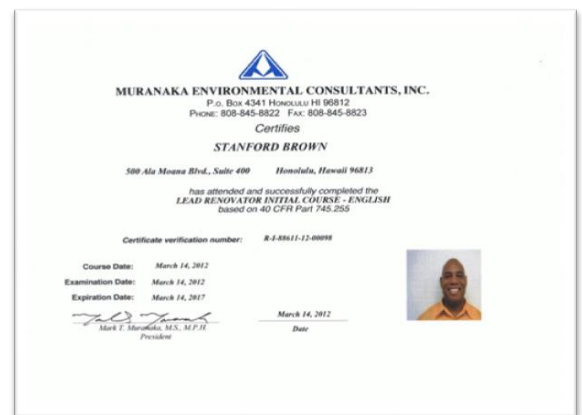 MURANAKA ENVIRONMENTAL CONSULTANTS, INC.
P.O. BOX 4341 HONOLULU HI 96812
PHONE: 808-845-8822 FAX: 808-845-8823
Certifies
STANFORD BROWN
500 Ala Moana Blvd., Suite 400 Honolulu, Hawaii 96813
has attended and successfully completed the
LEAD RENOVATOR INITIAL COURSE - ENGLISH
based on 40 CFR Part 745.255
Certificate verification number: R-I-88611-12-00098
Course Date: March 14, 2012
Examination Date: March 14, 2012
Expiration Date: March 14, 2017
March 14, 2012
Mark T. Muranaka, M.S., M.P.H. Date
President